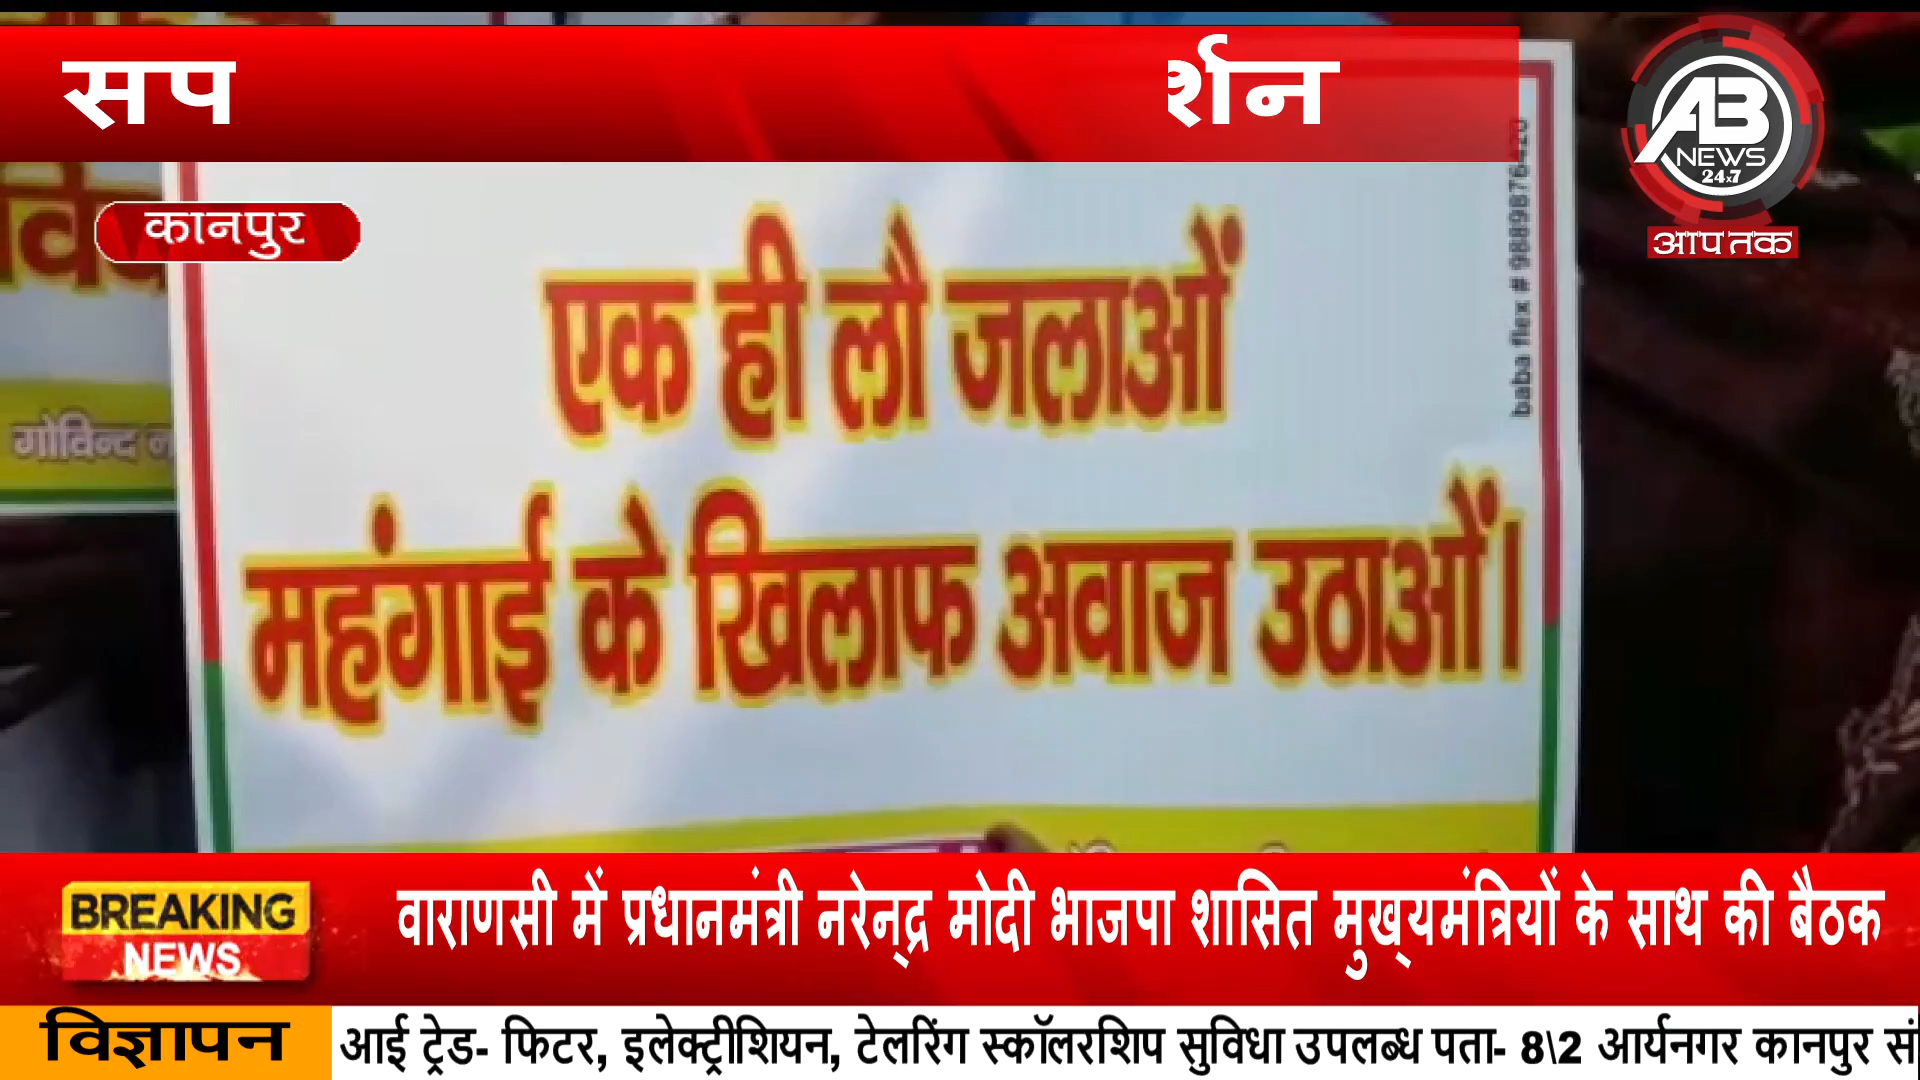 सप र्शन
AB
NEWS
24x7
आप तक
कानपुर
baba flex # 9889876420
एक ही लौ जलाओं
गोविन्द
महंगाई के खिलाफ अवाज उठाओं।
BREAKING
NEWS
वाराणसी में प्रधानमंत्री नरेन्द्र मोदी भाजपा शासित मुख्यमंत्रियों के साथ की बैठक
विज्ञापन
आई ट्रेड- फिटर, इलेक्ट्रीशियन, टेलरिंग स्कॉलरशिप सुविधा उपलब्ध पता- 8\2 आर्यनगर कानपुर सं